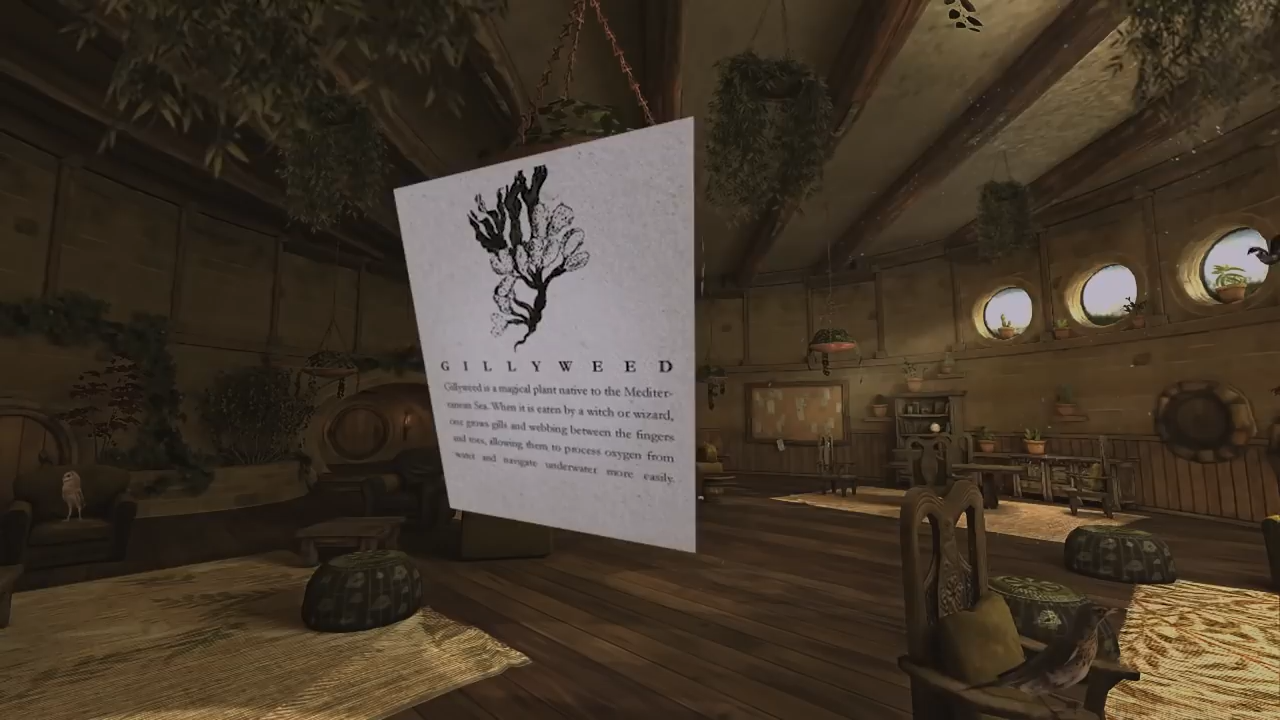 GILLYWEED
Gillyweed is a magical plant native to the Mediter-
ranean Sea. When it is eaten by a witch or wizard,
one grows gills and webbing between the fingers
and toes, allowing them to process oxygen from
water and navigate underwater more easily.